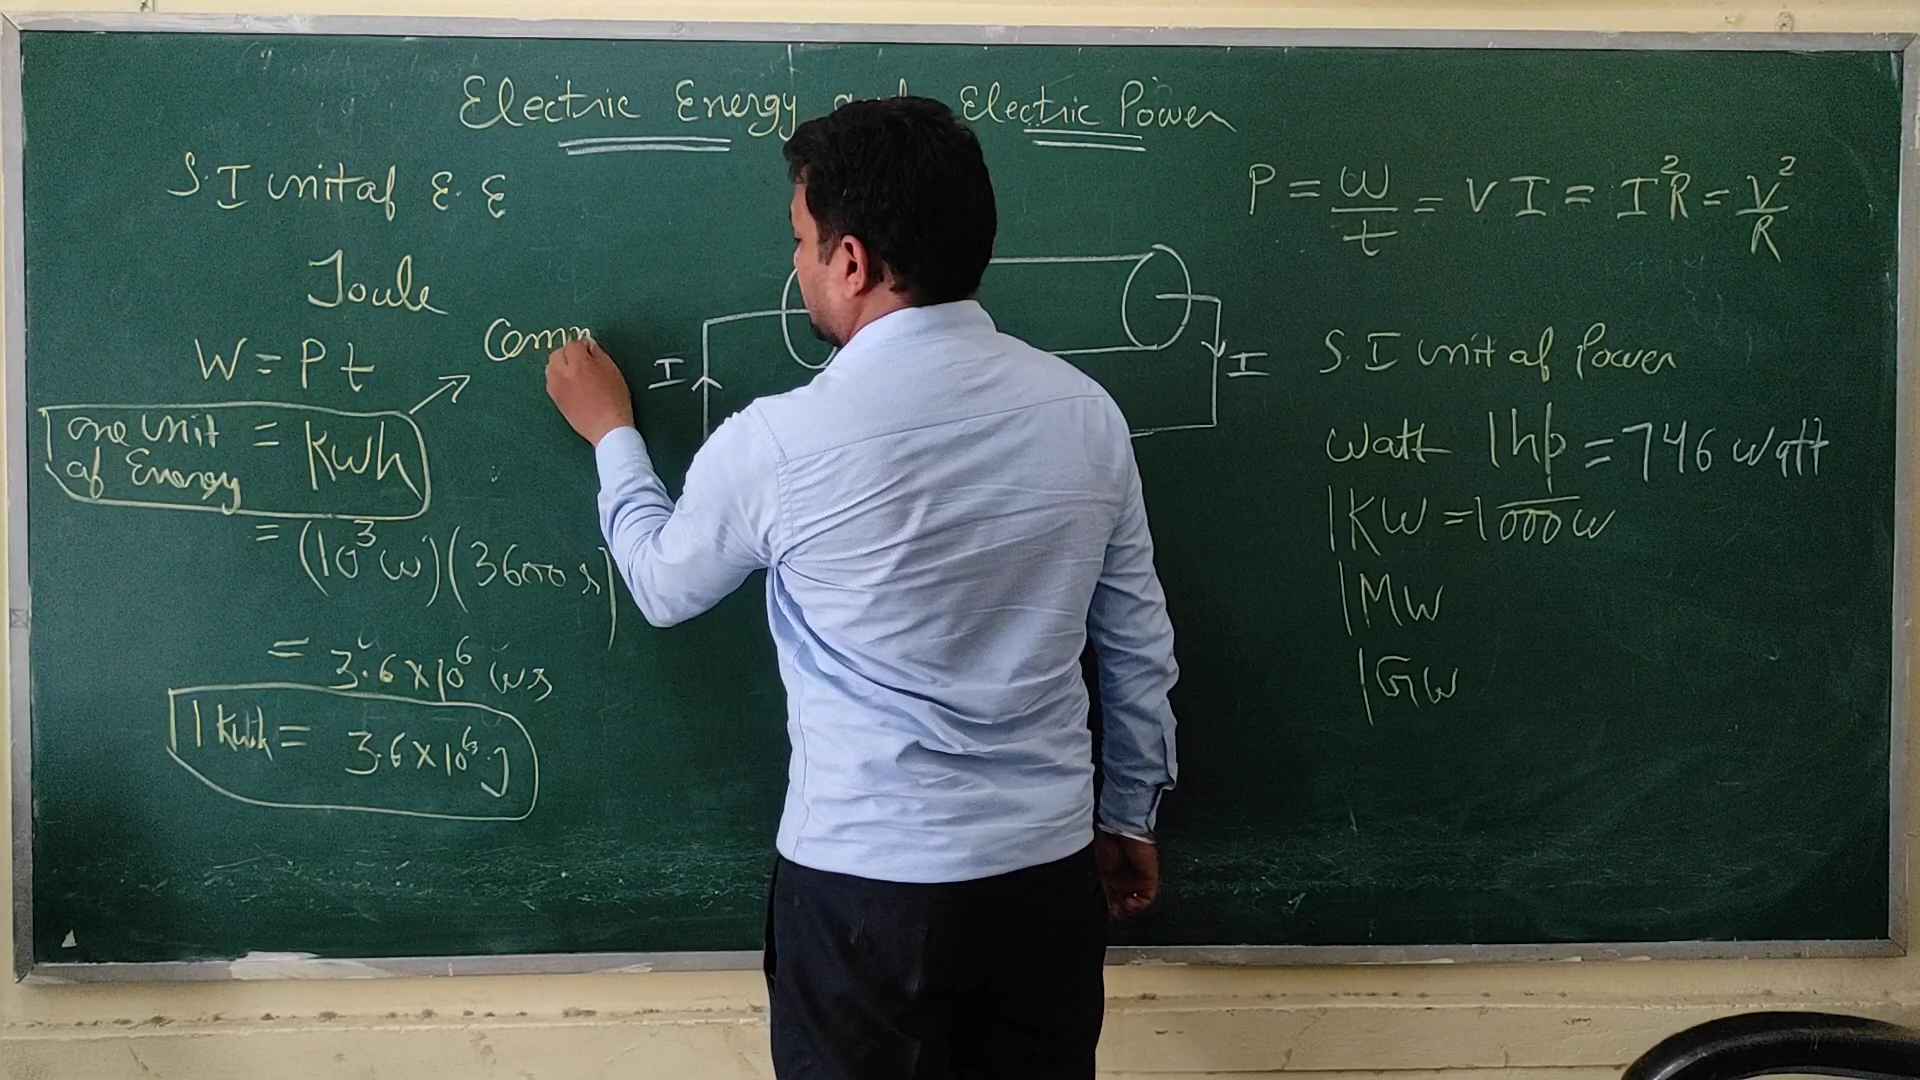 Electric Energy and Electric Power
S.I unit of E.E
Joule
W = Pt
one unit of Energy = Kwh
= (10³ w) (3600 s)
= 3.6 x 10⁶ ws
1 Kwh = 3.6 x 10⁶ J
Comm
I
I
P = W/t = VI = I²R = V²/R
S.I unit of Power
watt 1hp = 746 watt
1KW = 1000 w
1MW
1GW